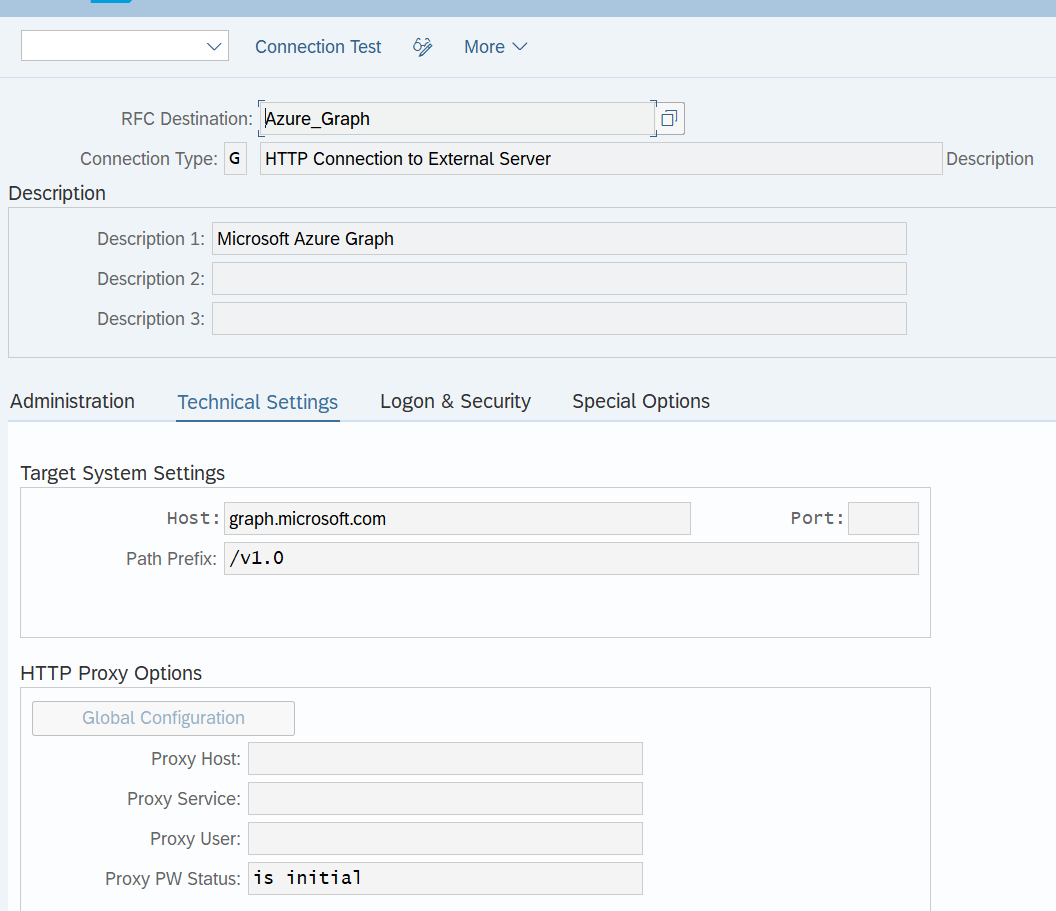 Connection Test More
RFC Destination: Azure_Graph
Connection Type: G HTTP Connection to External Server Description
Description
Description 1: Microsoft Azure Graph
Description 2:
Description 3:
Administration Technical Settings Logon & Security Special Options
Target System Settings
Host: graph.microsoft.com Port:
Path Prefix: /v1.0
HTTP Proxy Options
Global Configuration
Proxy Host:
Proxy Service:
Proxy User:
Proxy PW Status: is initial